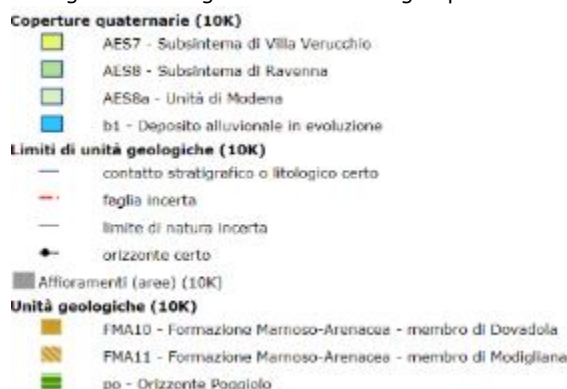 Coperture quaternarie (10K)
AES7 - Subsintema di Villa Verucchio
AES8 - Subsintema di Ravenna
AES8a - Unità di Modena
b1 - Deposito alluvionale in evoluzione
Limiti di unità geologiche (10K)
contatto stratigrafico o litologico certo
faglia incerta
limite di natura incerta
orizzonte certo
Affioramenti (aree) (10K)
Unità geologiche (10K)
FMA10 - Formazione Marnoso-Arenacea - membro di Dovadola
FMA11 - Formazione Marnoso-Arenacea - membro di Modigliana
po - Orizzonte Poggiolo